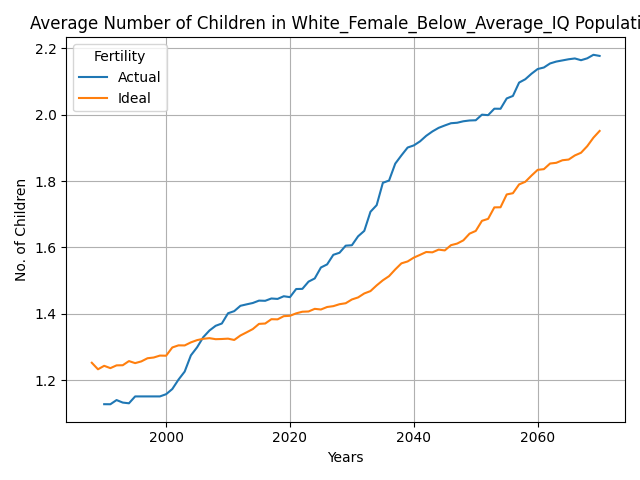 Average Number of Children in White_Female_Below_Average_IQ Populati
Fertility
Actual
Ideal
No. of Children
2.2
2.0
1.8
1.6
1.4
1.2
2000 2020 2040 2060
Years